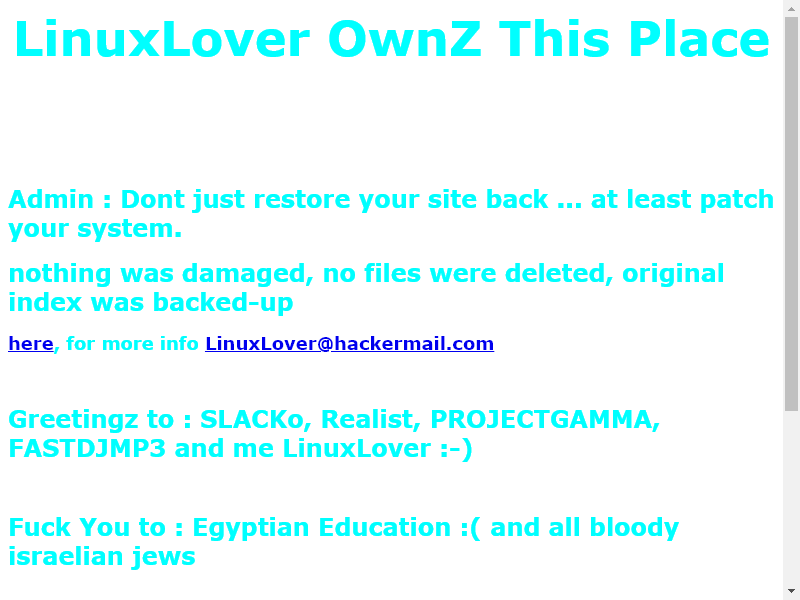 LinuxLover OwnZ This Place
Admin : Dont just restore your site back ... at least patch
your system.
nothing was damaged, no files were deleted, original
index was backed-up
here, for more info LinuxLover@hackermail.com
Greetingz to : SLACKo, Realist, PROJECTGAMMA,
FASTDJMP3 and me LinuxLover :-)
Fuck You to : Egyptian Education :( and all bloody
israelian jews